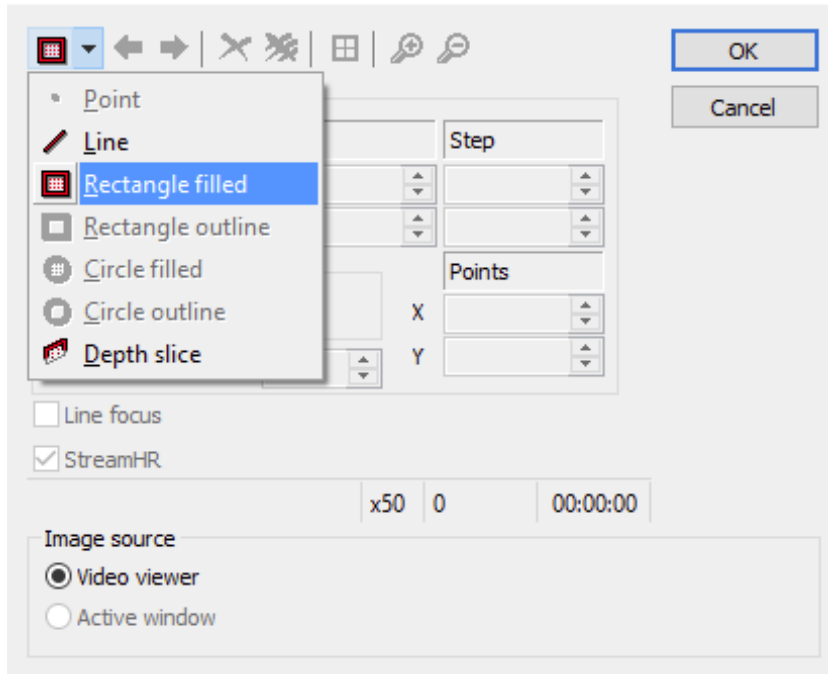 OK
Cancel
Point
Line
Rectangle filled
Rectangle outline
Circle filled
Circle outline
Depth slice
Step
Points
X
Y
Line focus
StreamHR
x50 0 00:00:00
Image source
Video viewer
Active window